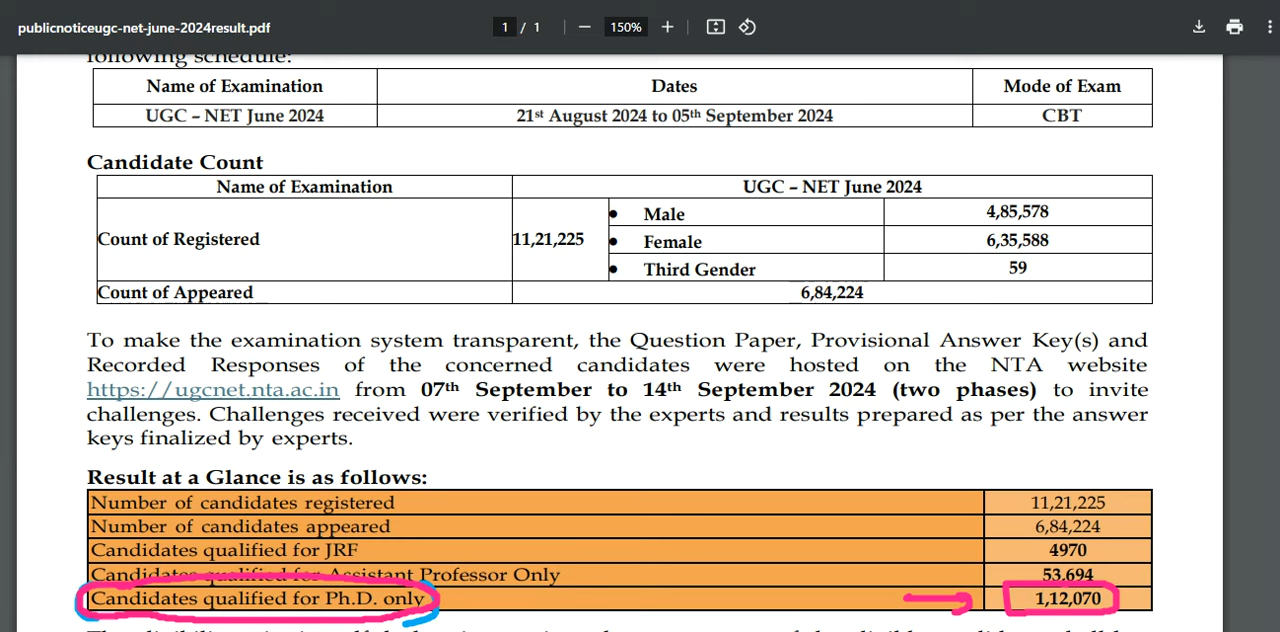 publicnoticeugc-net-june-2024result.pdf
1 / 1
150%
following schedule:
Name of Examination Dates Mode of Exam
UGC – NET June 2024 21st August 2024 to 05th September 2024 CBT
Candidate Count
Name of Examination UGC – NET June 2024
Count of Registered 11,21,225
• Male 4,85,578
• Female 6,35,588
• Third Gender 59
Count of Appeared 6,84,224
To make the examination system transparent, the Question Paper, Provisional Answer Key(s) and
Recorded Responses of the concerned candidates were hosted on the NTA website
https://ugcnet.nta.ac.in from 07th September to 14th September 2024 (two phases) to invite
challenges. Challenges received were verified by the experts and results prepared as per the answer
keys finalized by experts.
Result at a Glance is as follows:
Number of candidates registered 11,21,225
Number of candidates appeared 6,84,224
Candidates qualified for JRF 4970
Candidates qualified for Assistant Professor Only 53,694
Candidates qualified for Ph.D. only 1,12,070